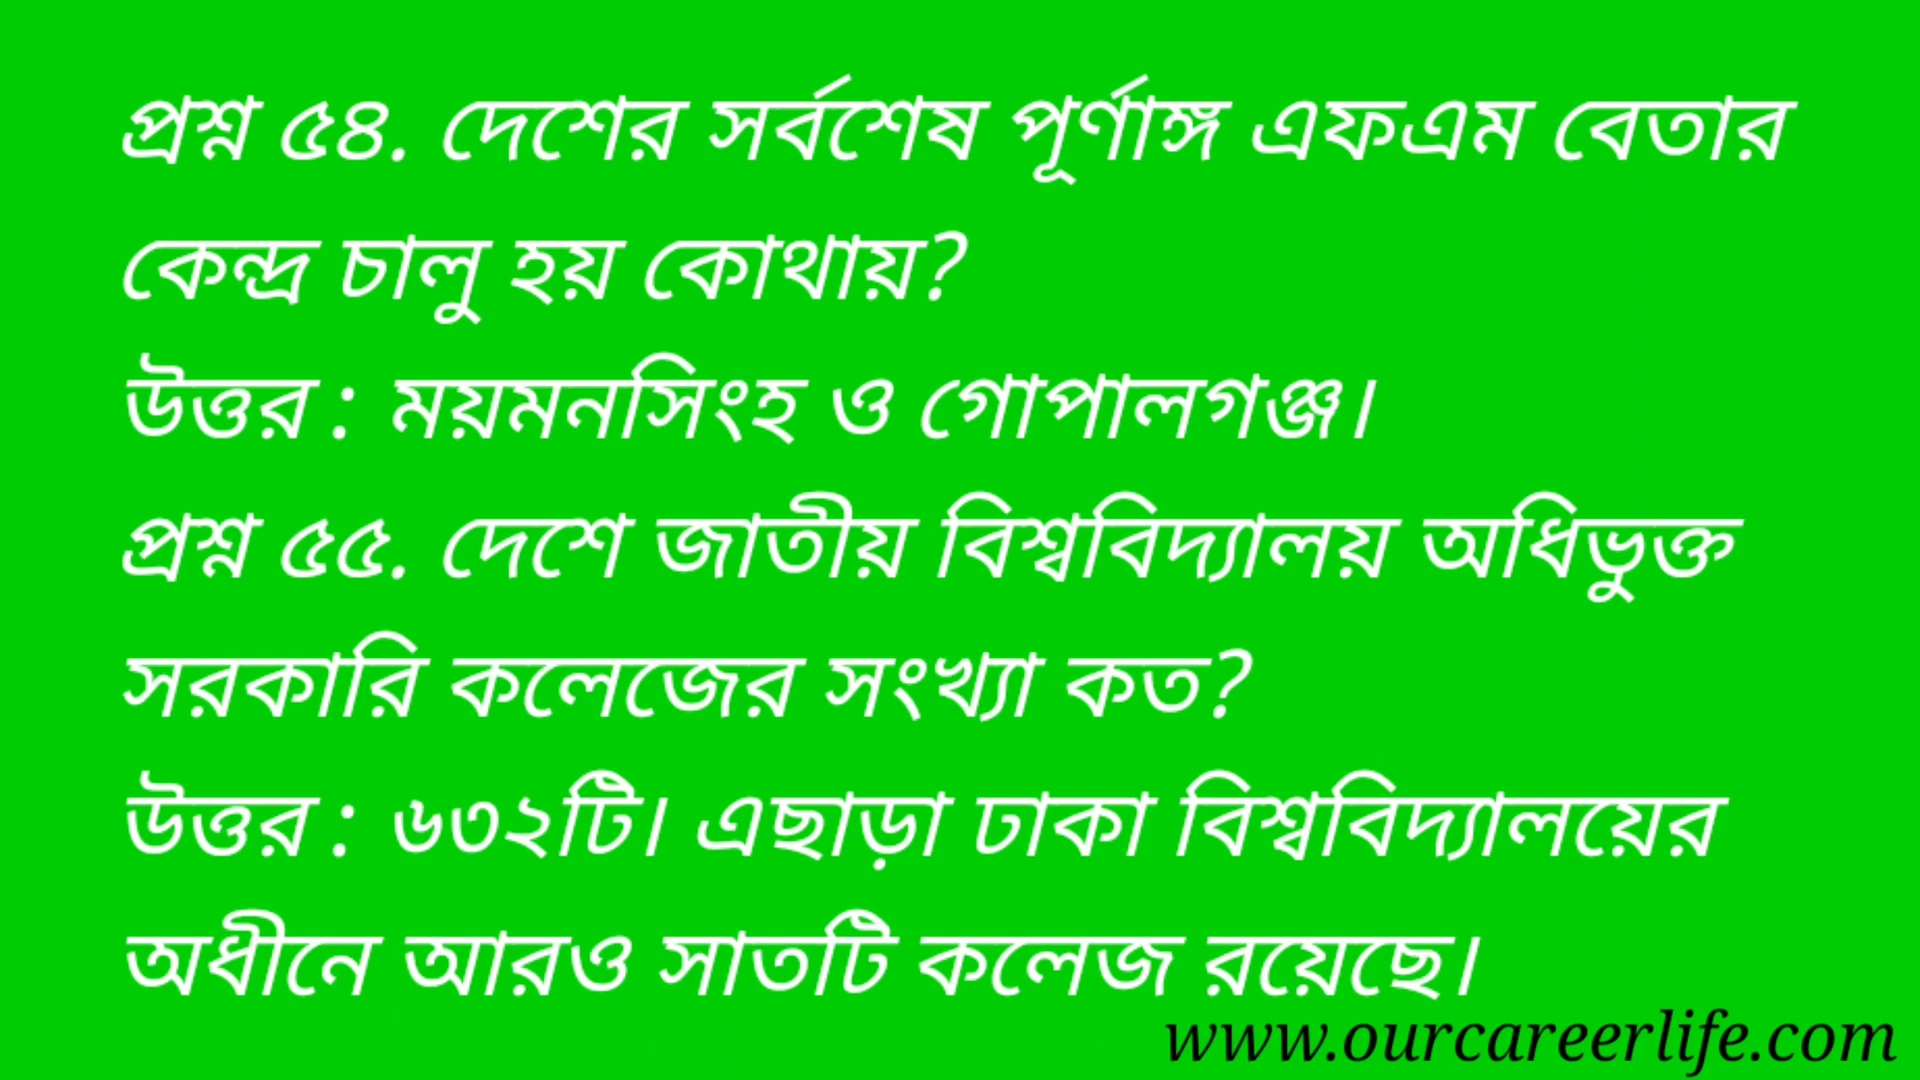 প্রশ্ন ৫৪. দেশের সর্বশেষ পূর্ণাঙ্গ এফএম বেতার
কেন্দ্র চালু হয় কোথায়?
উত্তর : ময়মনসিংহ ও গোপালগঞ্জ।
প্রশ্ন ৫৫. দেশে জাতীয় বিশ্ববিদ্যালয় অধিভুক্ত
সরকারি কলেজের সংখ্যা কত?
উত্তর : ৬৩২টি। এছাড়া ঢাকা বিশ্ববিদ্যালয়ের
অধীনে আরও সাতটি কলেজ রয়েছে।
www.ourcareerlife.com